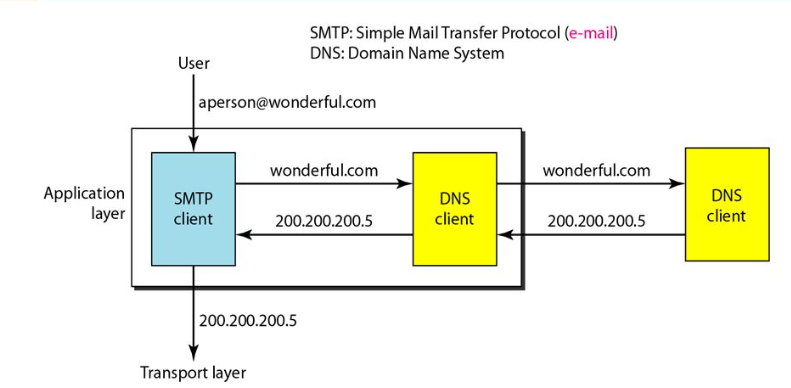 SMTP: Simple Mail Transfer Protocol (e-mail)
DNS: Domain Name System
User
aperson@wonderful.com
Application
layer
SMTP
client
wonderful.com
200.200.200.5
DNS
client
wonderful.com
200.200.200.5
DNS
client
200.200.200.5
Transport layer